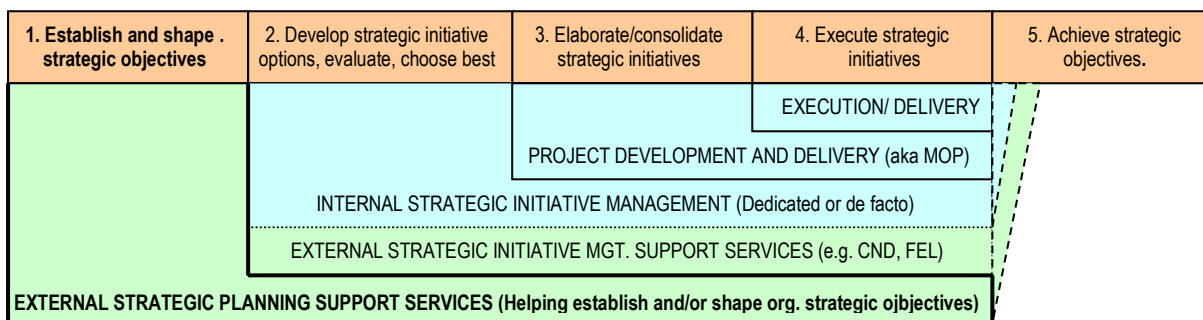 1. Establish and shape .
strategic objectives
2. Develop strategic initiative
options, evaluate, choose best
3. Elaborate/consolidate
strategic initiatives
4. Execute strategic
initiatives
5. Achieve strategic
objectives.
EXECUTION/ DELIVERY
PROJECT DEVELOPMENT AND DELIVERY (aka MOP)
INTERNAL STRATEGIC INITIATIVE MANAGEMENT (Dedicated or de facto)
EXTERNAL STRATEGIC INITIATIVE MGT. SUPPORT SERVICES (e.g. CND, FEL)
EXTERNAL STRATEGIC PLANNING SUPPORT SERVICES (Helping establish and/or shape org. strategic ojbjectives)